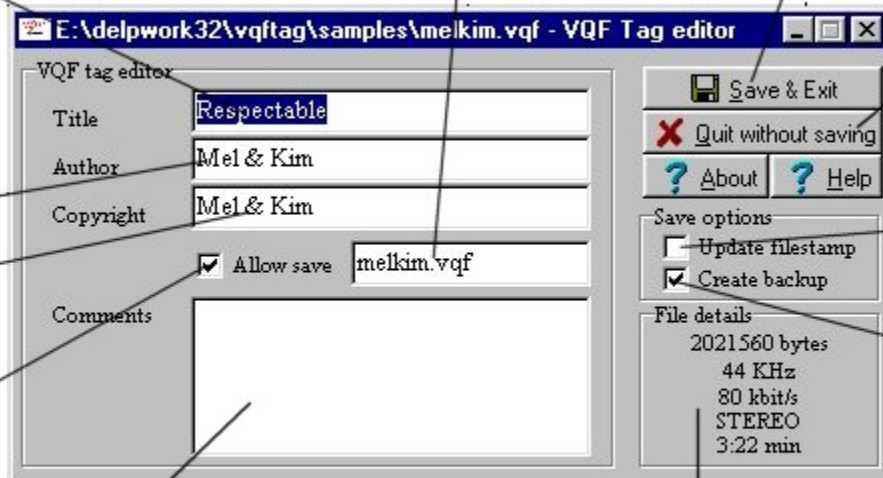 E:\delpwork32\vqftag\samples\melkim.vqf - VQF Tag editor
VQF tag editor
Title
Respectable
Author
Mel & Kim
Copyright
Mel & Kim
Allow save
melkim.vqf
Comments
Save & Exit
Quit without saving
About
Help
Save options
Update filestamp
Create backup
File details
2021560 bytes
44 KHz
80 kbit/s
STEREO
3:22 min